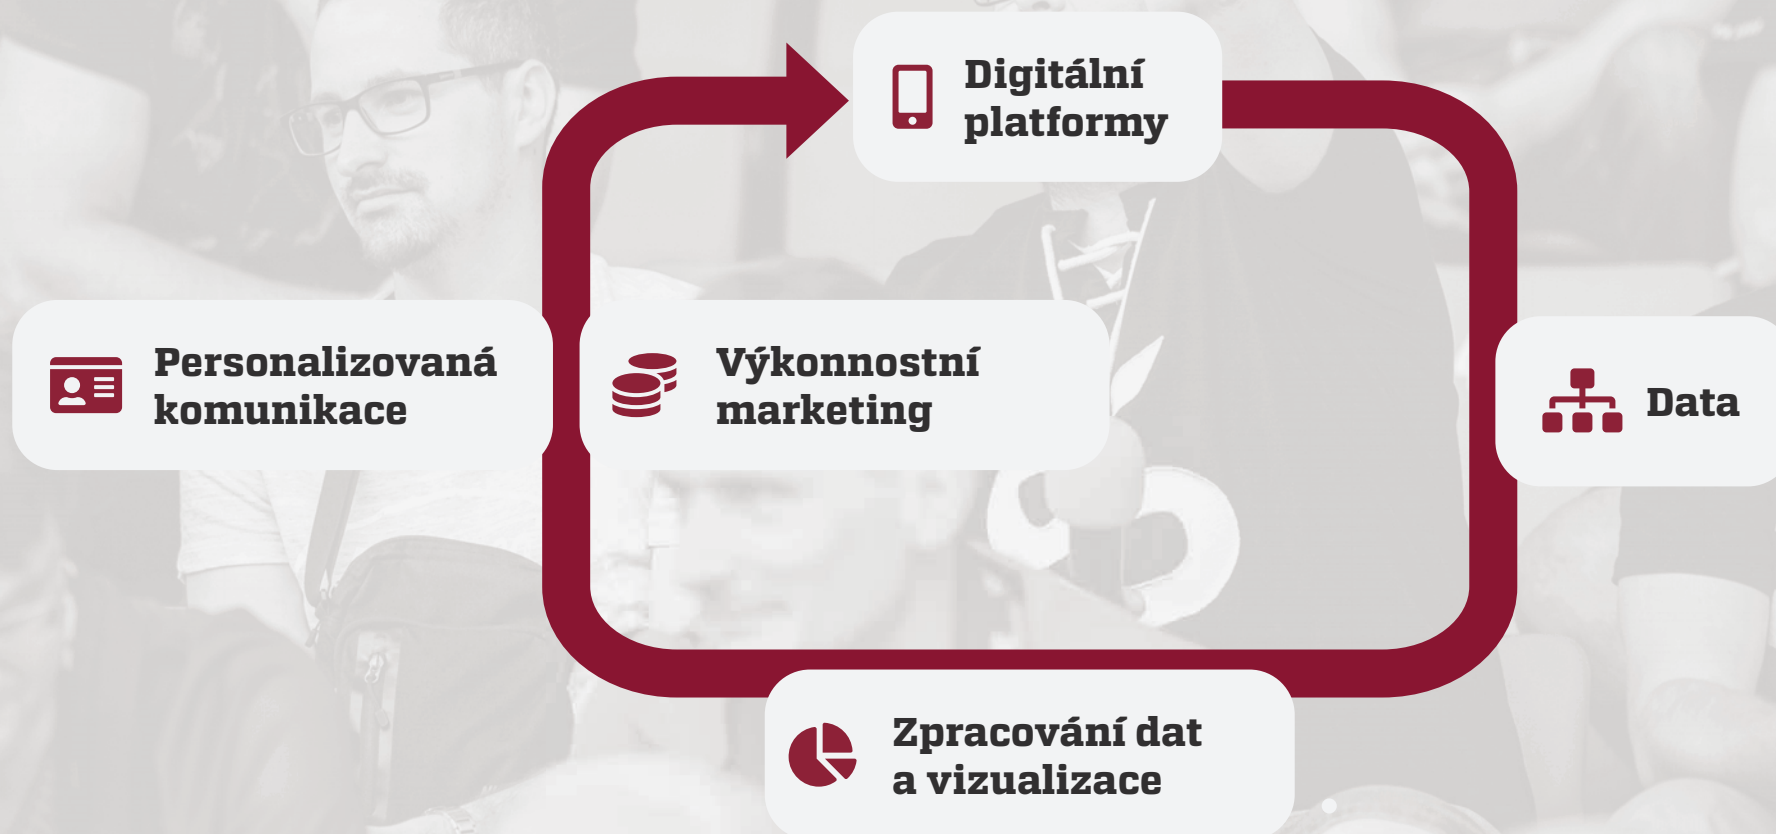 Digitální
platformy
Personalizovaná
komunikace
Výkonnostní
marketing
Data
Zpracování dat
a vizualizace